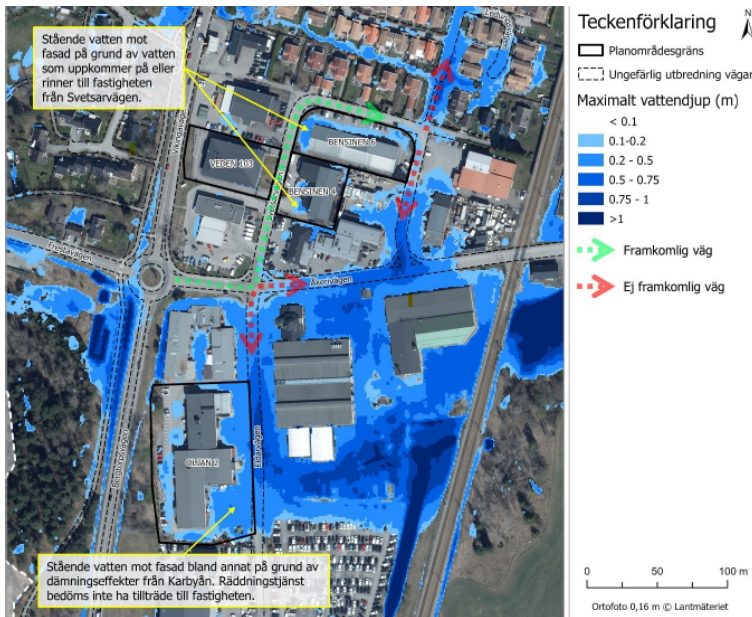 Stående vatten mot
fasad på grund av vatten
som uppkommer på eller
rinner till fastigheten
från Svetsarvägen.
Vikingavägen
VEDEN 103
BENSINEN 6
BENSINEN 4
Frestavägen
Åkerivägen
Eldarvägen
OLJAN 2
Stående vatten mot fasad bland annat på grund av
dämningseffekter från Karbyån. Räddningstjänst
bedöms inte ha tillträde till fastigheten.
Teckenförklaring
N
Planområdesgräns
Ungefärlig utbredning vägar
Maximalt vattendjup (m)
< 0.1
0.1-0.2
0.2 - 0.5
0.5 - 0.75
0.75 - 1
>1
Framkomlig väg
Ej framkomlig väg
0 50 100 m
Ortofoto 0,16 m © Lantmäteriet